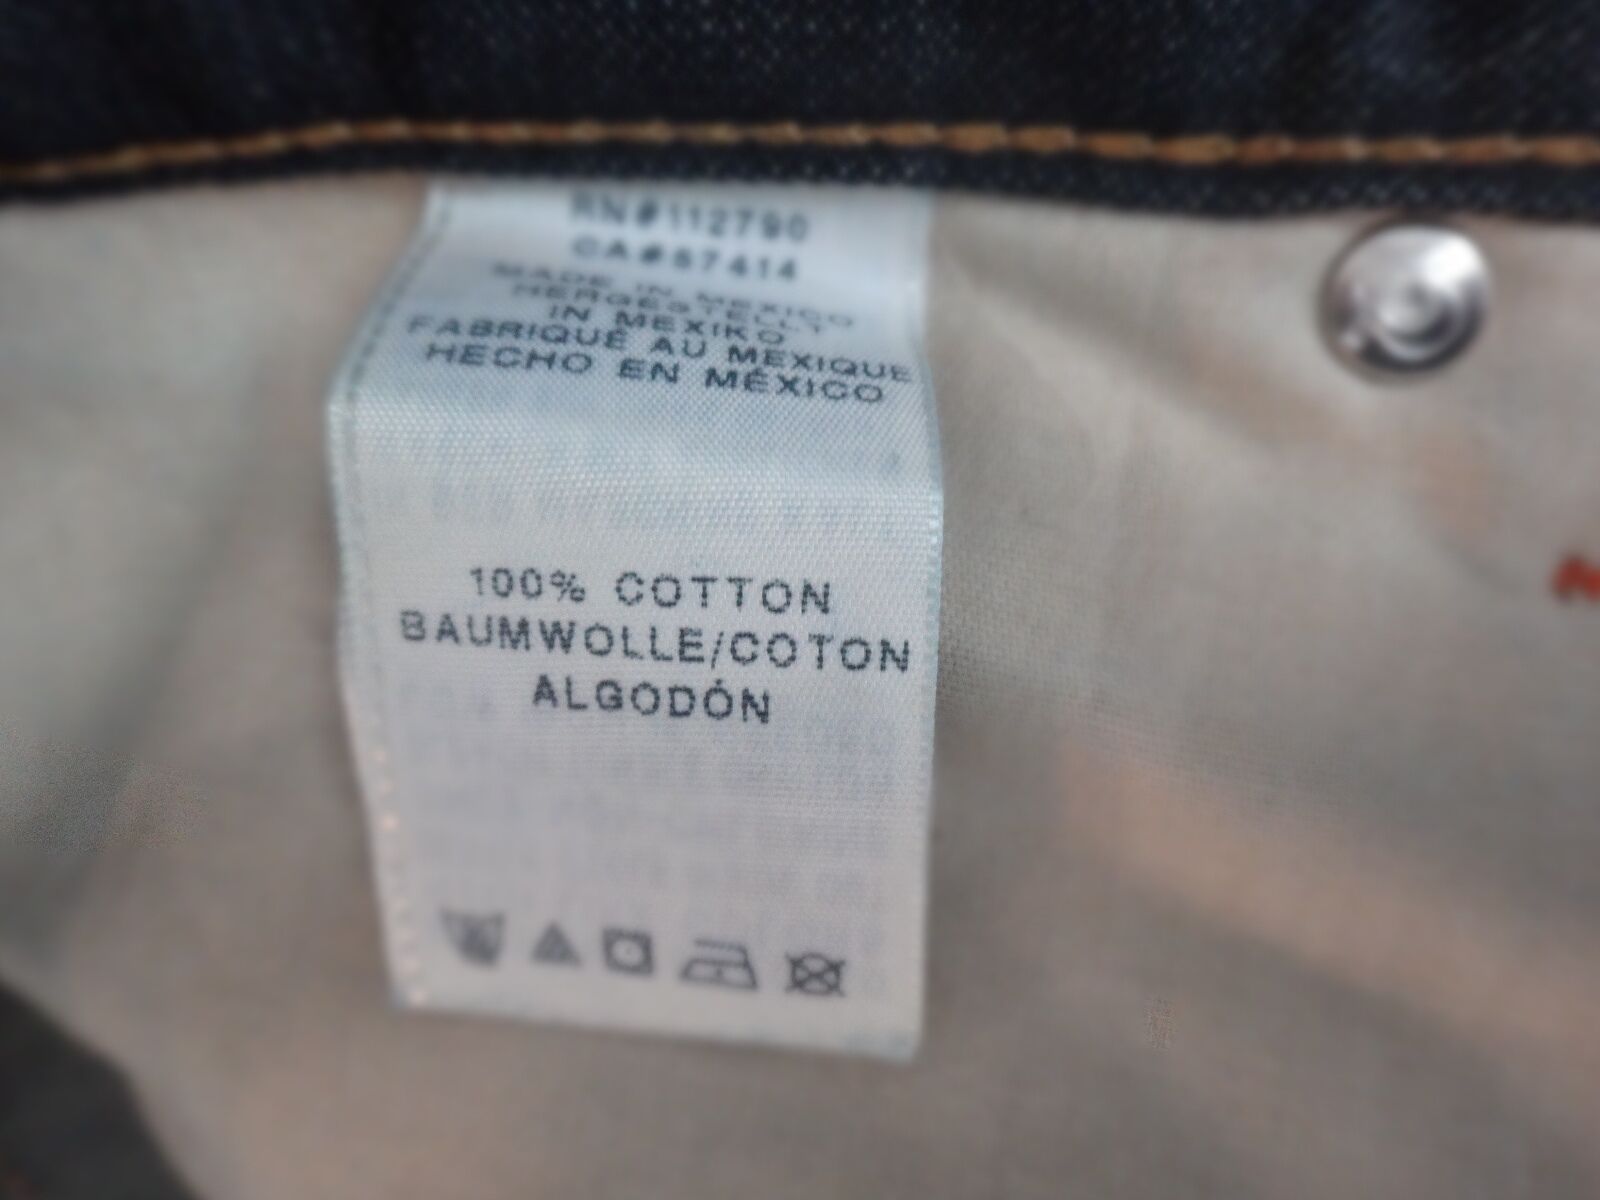 RN#112790
CA#67414
MADE IN MEXICO
HERGESTELLT
IN MEXIKO
FABRIQUÉ AU MEXIQUE
HECHO EN MÉXICO
100% COTTON
BAUMWOLLE/COTON
ALGODÓN